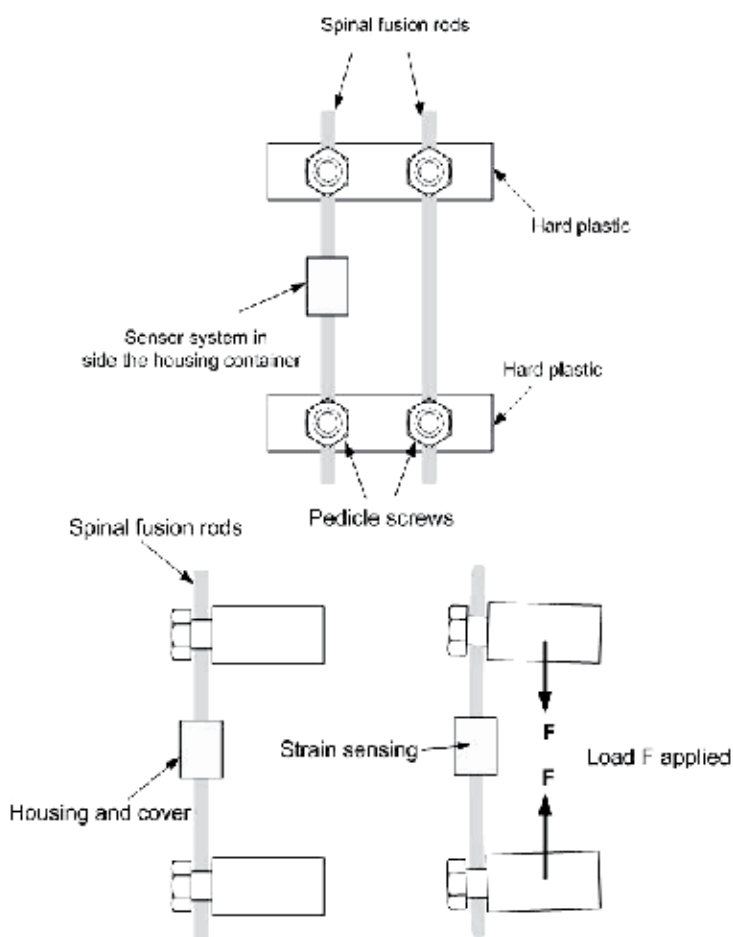 Spinal fusion rods
Hard plastic
Sensor system in
side the housing container
Hard plastic
Pedicle screws
Spinal fusion rods
Strain sensing
F
F
Load F applied
Housing and cover